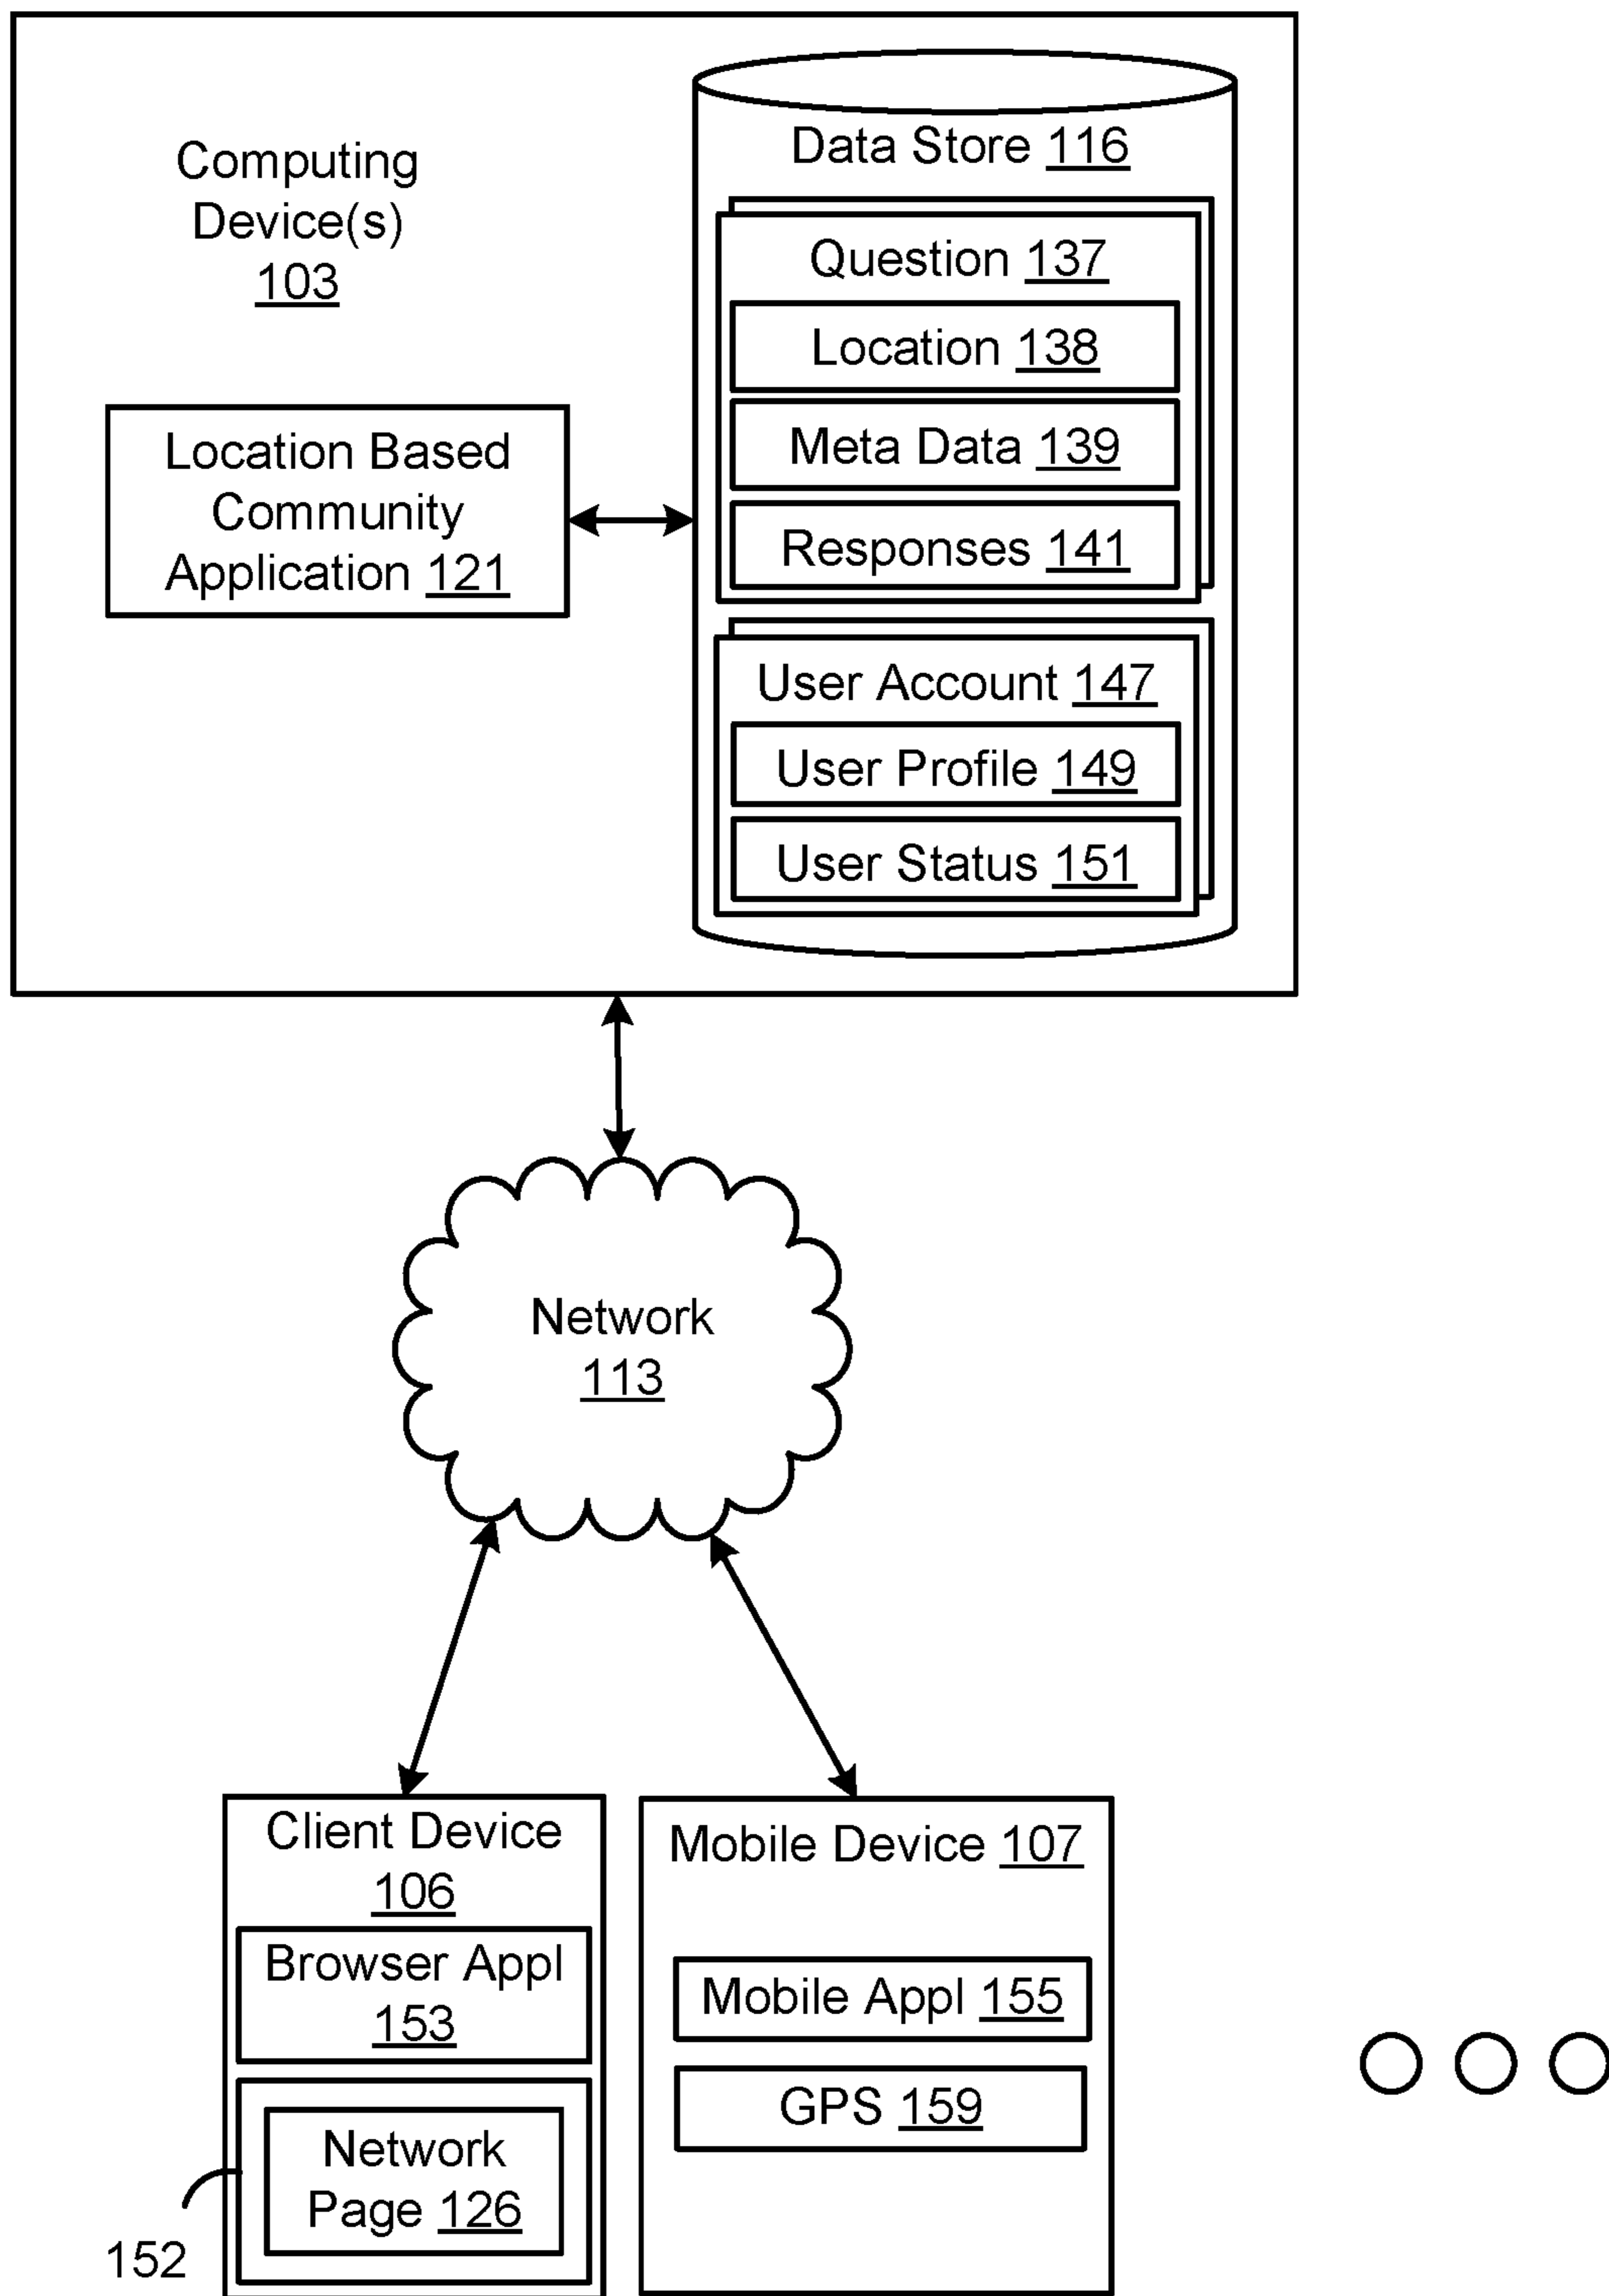 Computing
Device(s)
103
Data Store 116
Question 137
Location 138
Meta Data 139
Responses 141
Location Based
Community
Application 121
User Account 147
User Profile 149
User Status 151
Network
113
Client Device
106
Browser Appl
153
Network
Page 126
152
Mobile Device 107
Mobile Appl 155
GPS 159